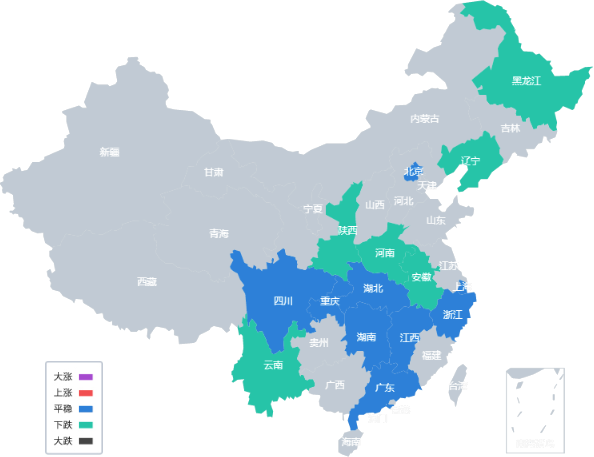 黑龙江
内蒙古
吉林
新疆
辽宁
甘肃
北京
天津
河北
山西
宁夏
山东
陕西
青海
河南
江苏
安徽
西藏
上海
四川
重庆
湖北
浙江
湖南
江西
贵州
福建
云南
广西
广东
台湾
海南
大涨
上涨
平稳
下跌
大跌